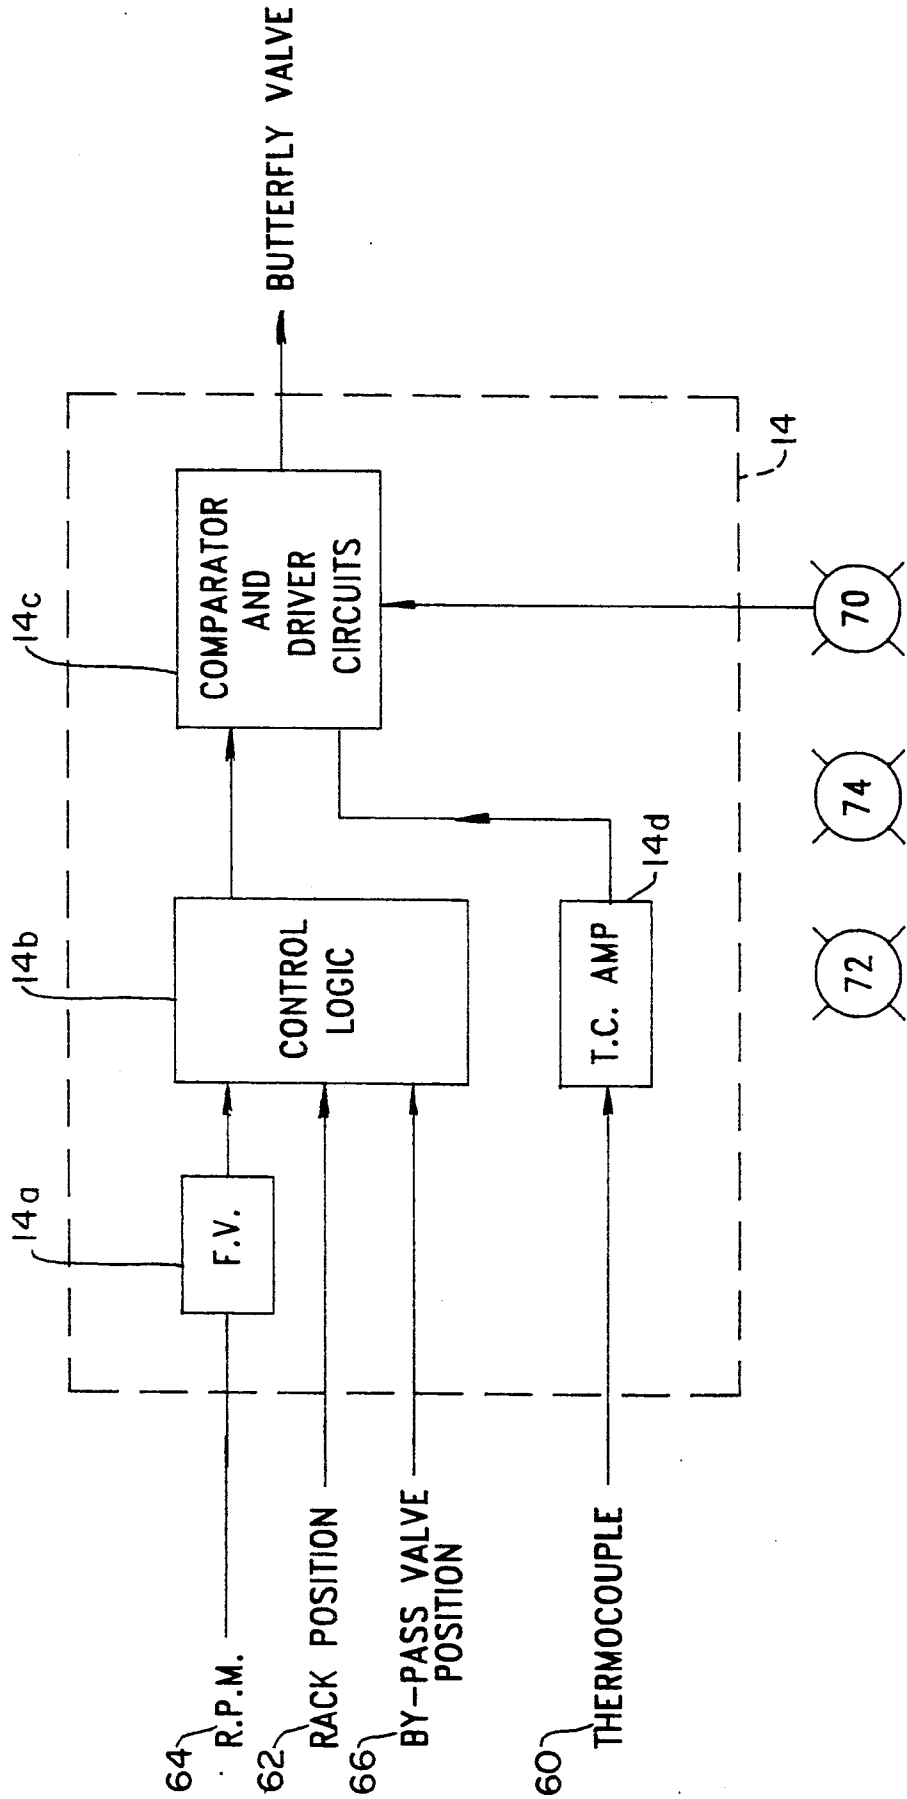 14a
14b
14c
64
R.P.M.
F.V.
CONTROL
LOGIC
COMPARATOR
AND
DRIVER
CIRCUITS
BUTTERFLY VALVE
62
RACK POSITION
66
BY-PASS VALVE
POSITION
60
THERMOCOUPLE
T.C. AMP
14d
14
72
74
70